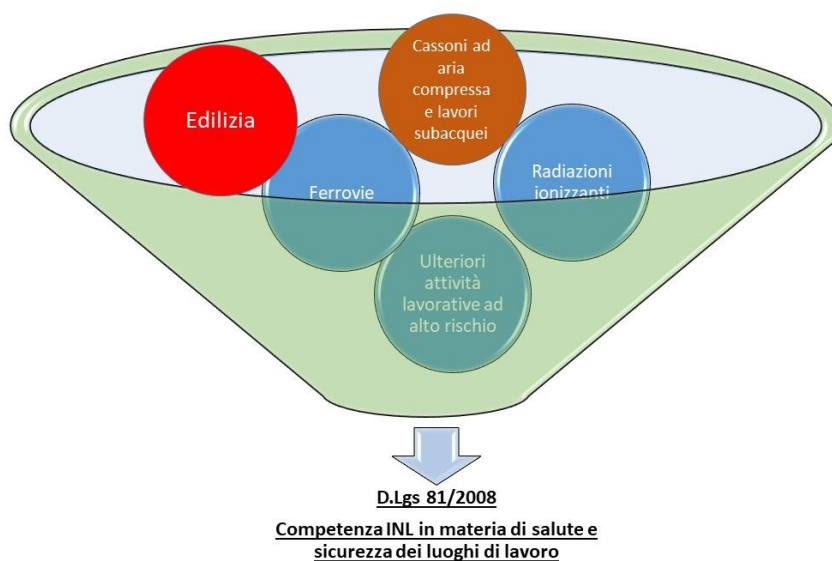 Edilizia
Cassoni ad
aria
compressa
e lavori
subacquei
Ferrovie
Radiazioni
ionizzanti
Ulteriori
attività
lavorative ad
alto rischio
D.Lgs 81/2008
Competenza INL in materia di salute e
sicurezza dei luoghi di lavoro